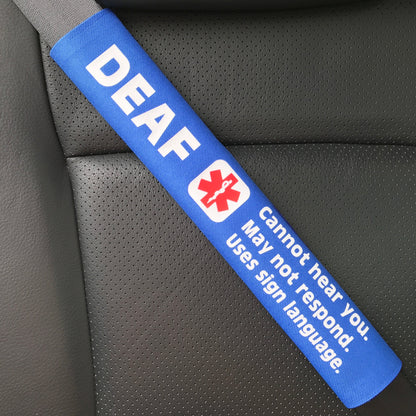 DEAF
Cannot hear you.
May not respond.
Uses sign language.